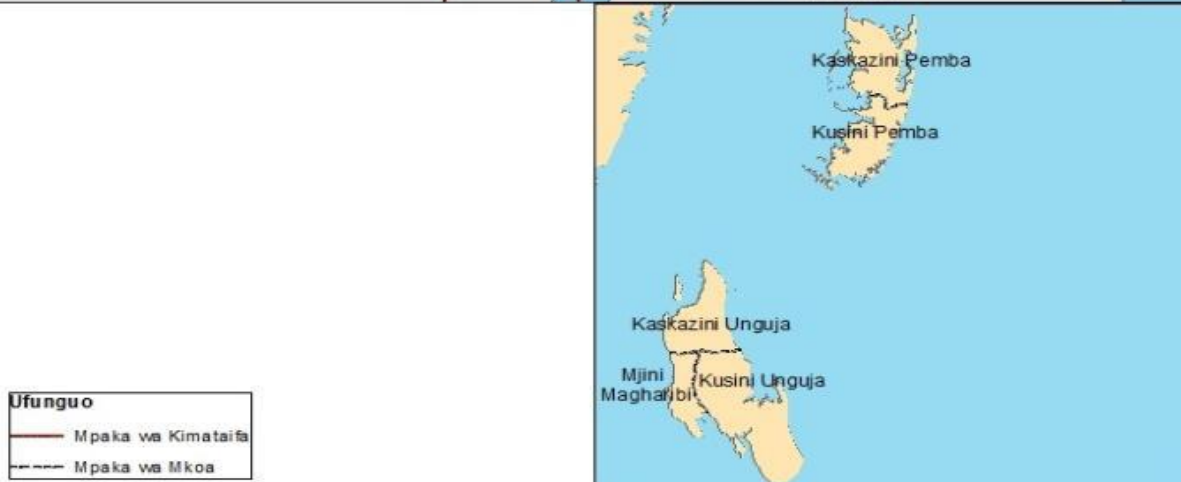 Kaskazini Pemba
Kusini Pemba
Kaskazini Unguja
Mjini
Magharibi
Kusini Unguja
Ufunguo
Mpaka wa Kimataifa
Mpaka wa Mkoa